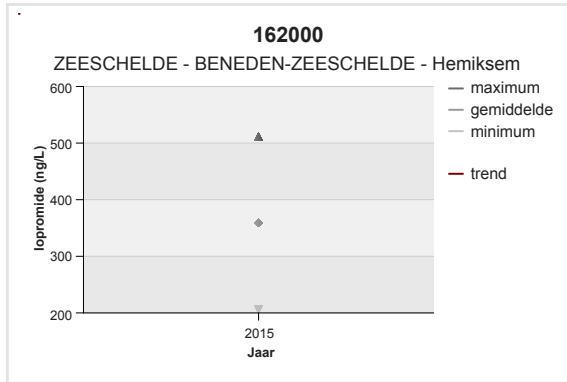 162000
ZEESCHELDE - BENEDEN-ZEESCHELDE - Hemiksem
600
500
400
300
200
Iopromide (ng/L)
2015
Jaar
maximum
gemiddelde
minimum
trend